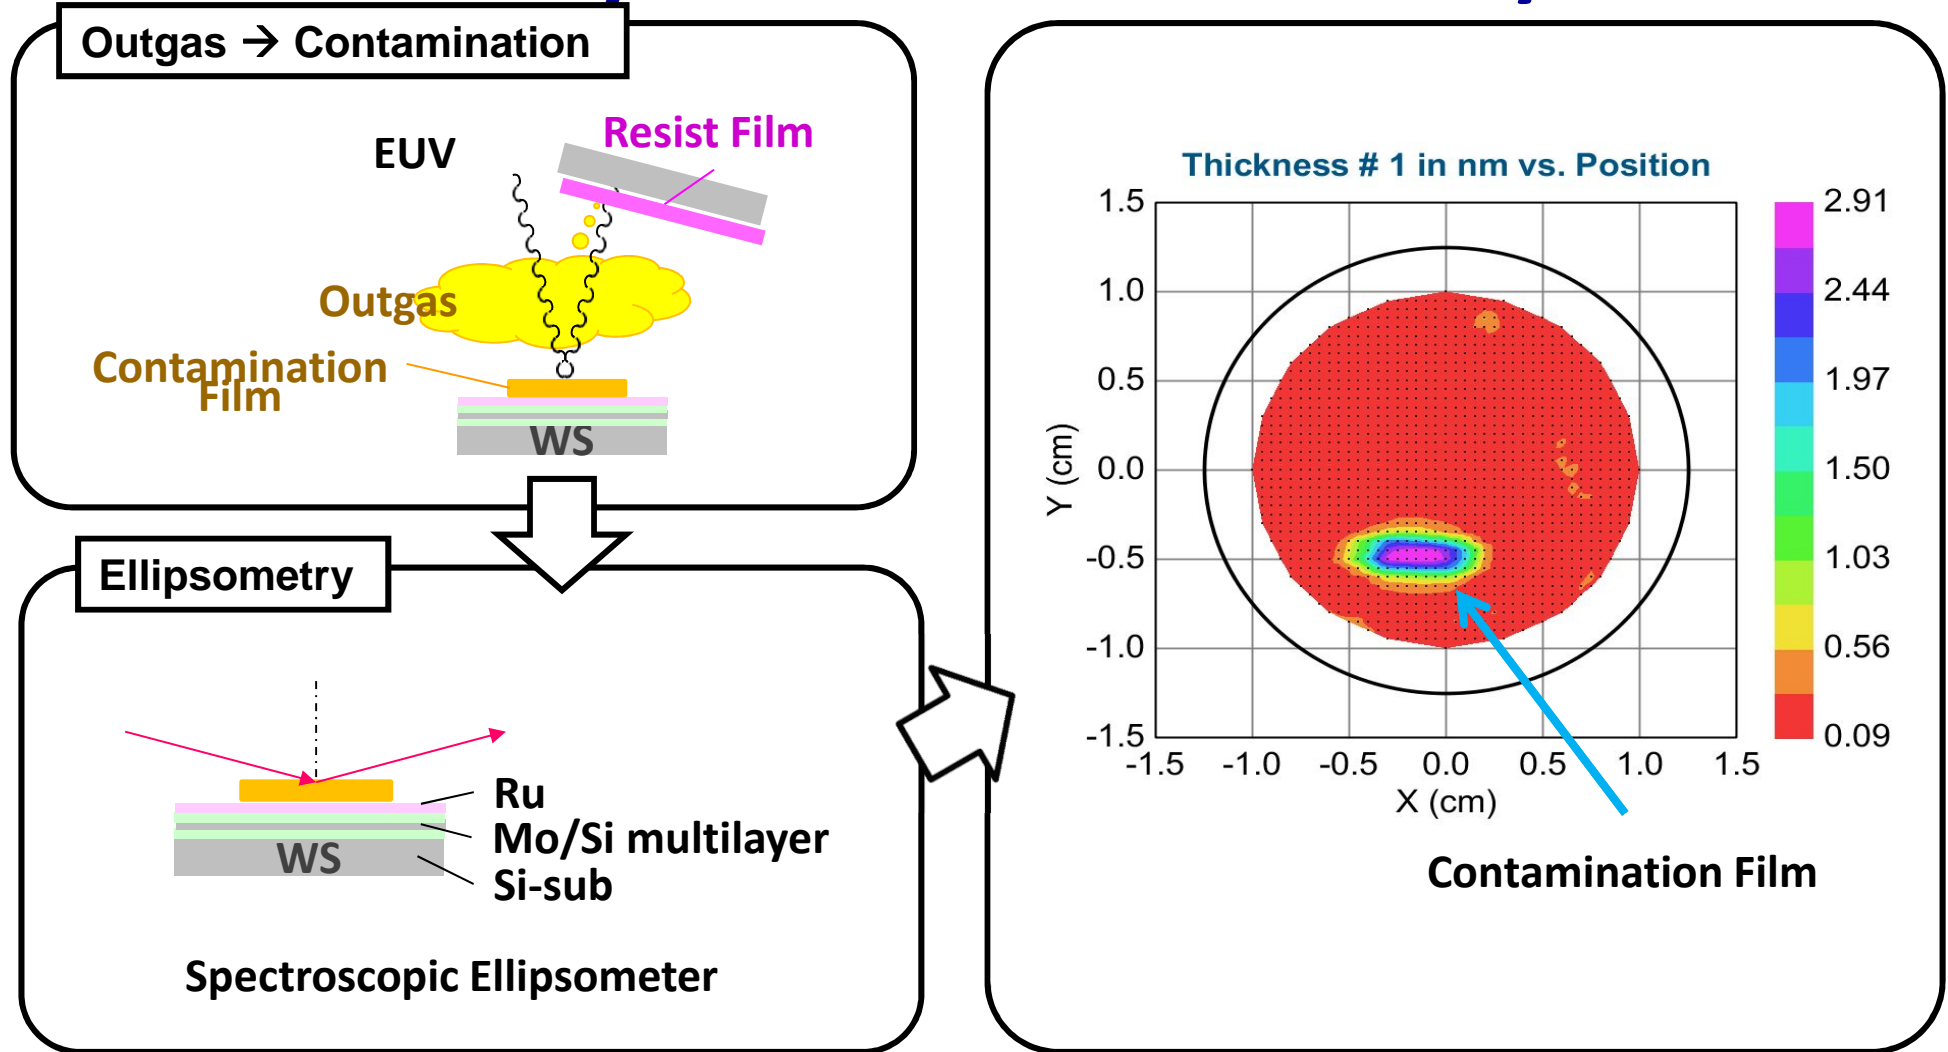 Outgas → Contamination
EUV
Resist Film
Outgas
Contamination
Film
WS
Ellipsometry
Ru
Mo/Si multilayer
WS
Si-sub
Spectroscopic Ellipsometer
Thickness # 1 in nm vs. Position
1.5
1.0
0.5
0.0
-0.5
-1.0
-1.5
Y (cm)
-1.5 -1.0 -0.5 0.0 0.5 1.0 1.5
X (cm)
2.91
2.44
1.97
1.50
1.03
0.56
0.09
Contamination Film